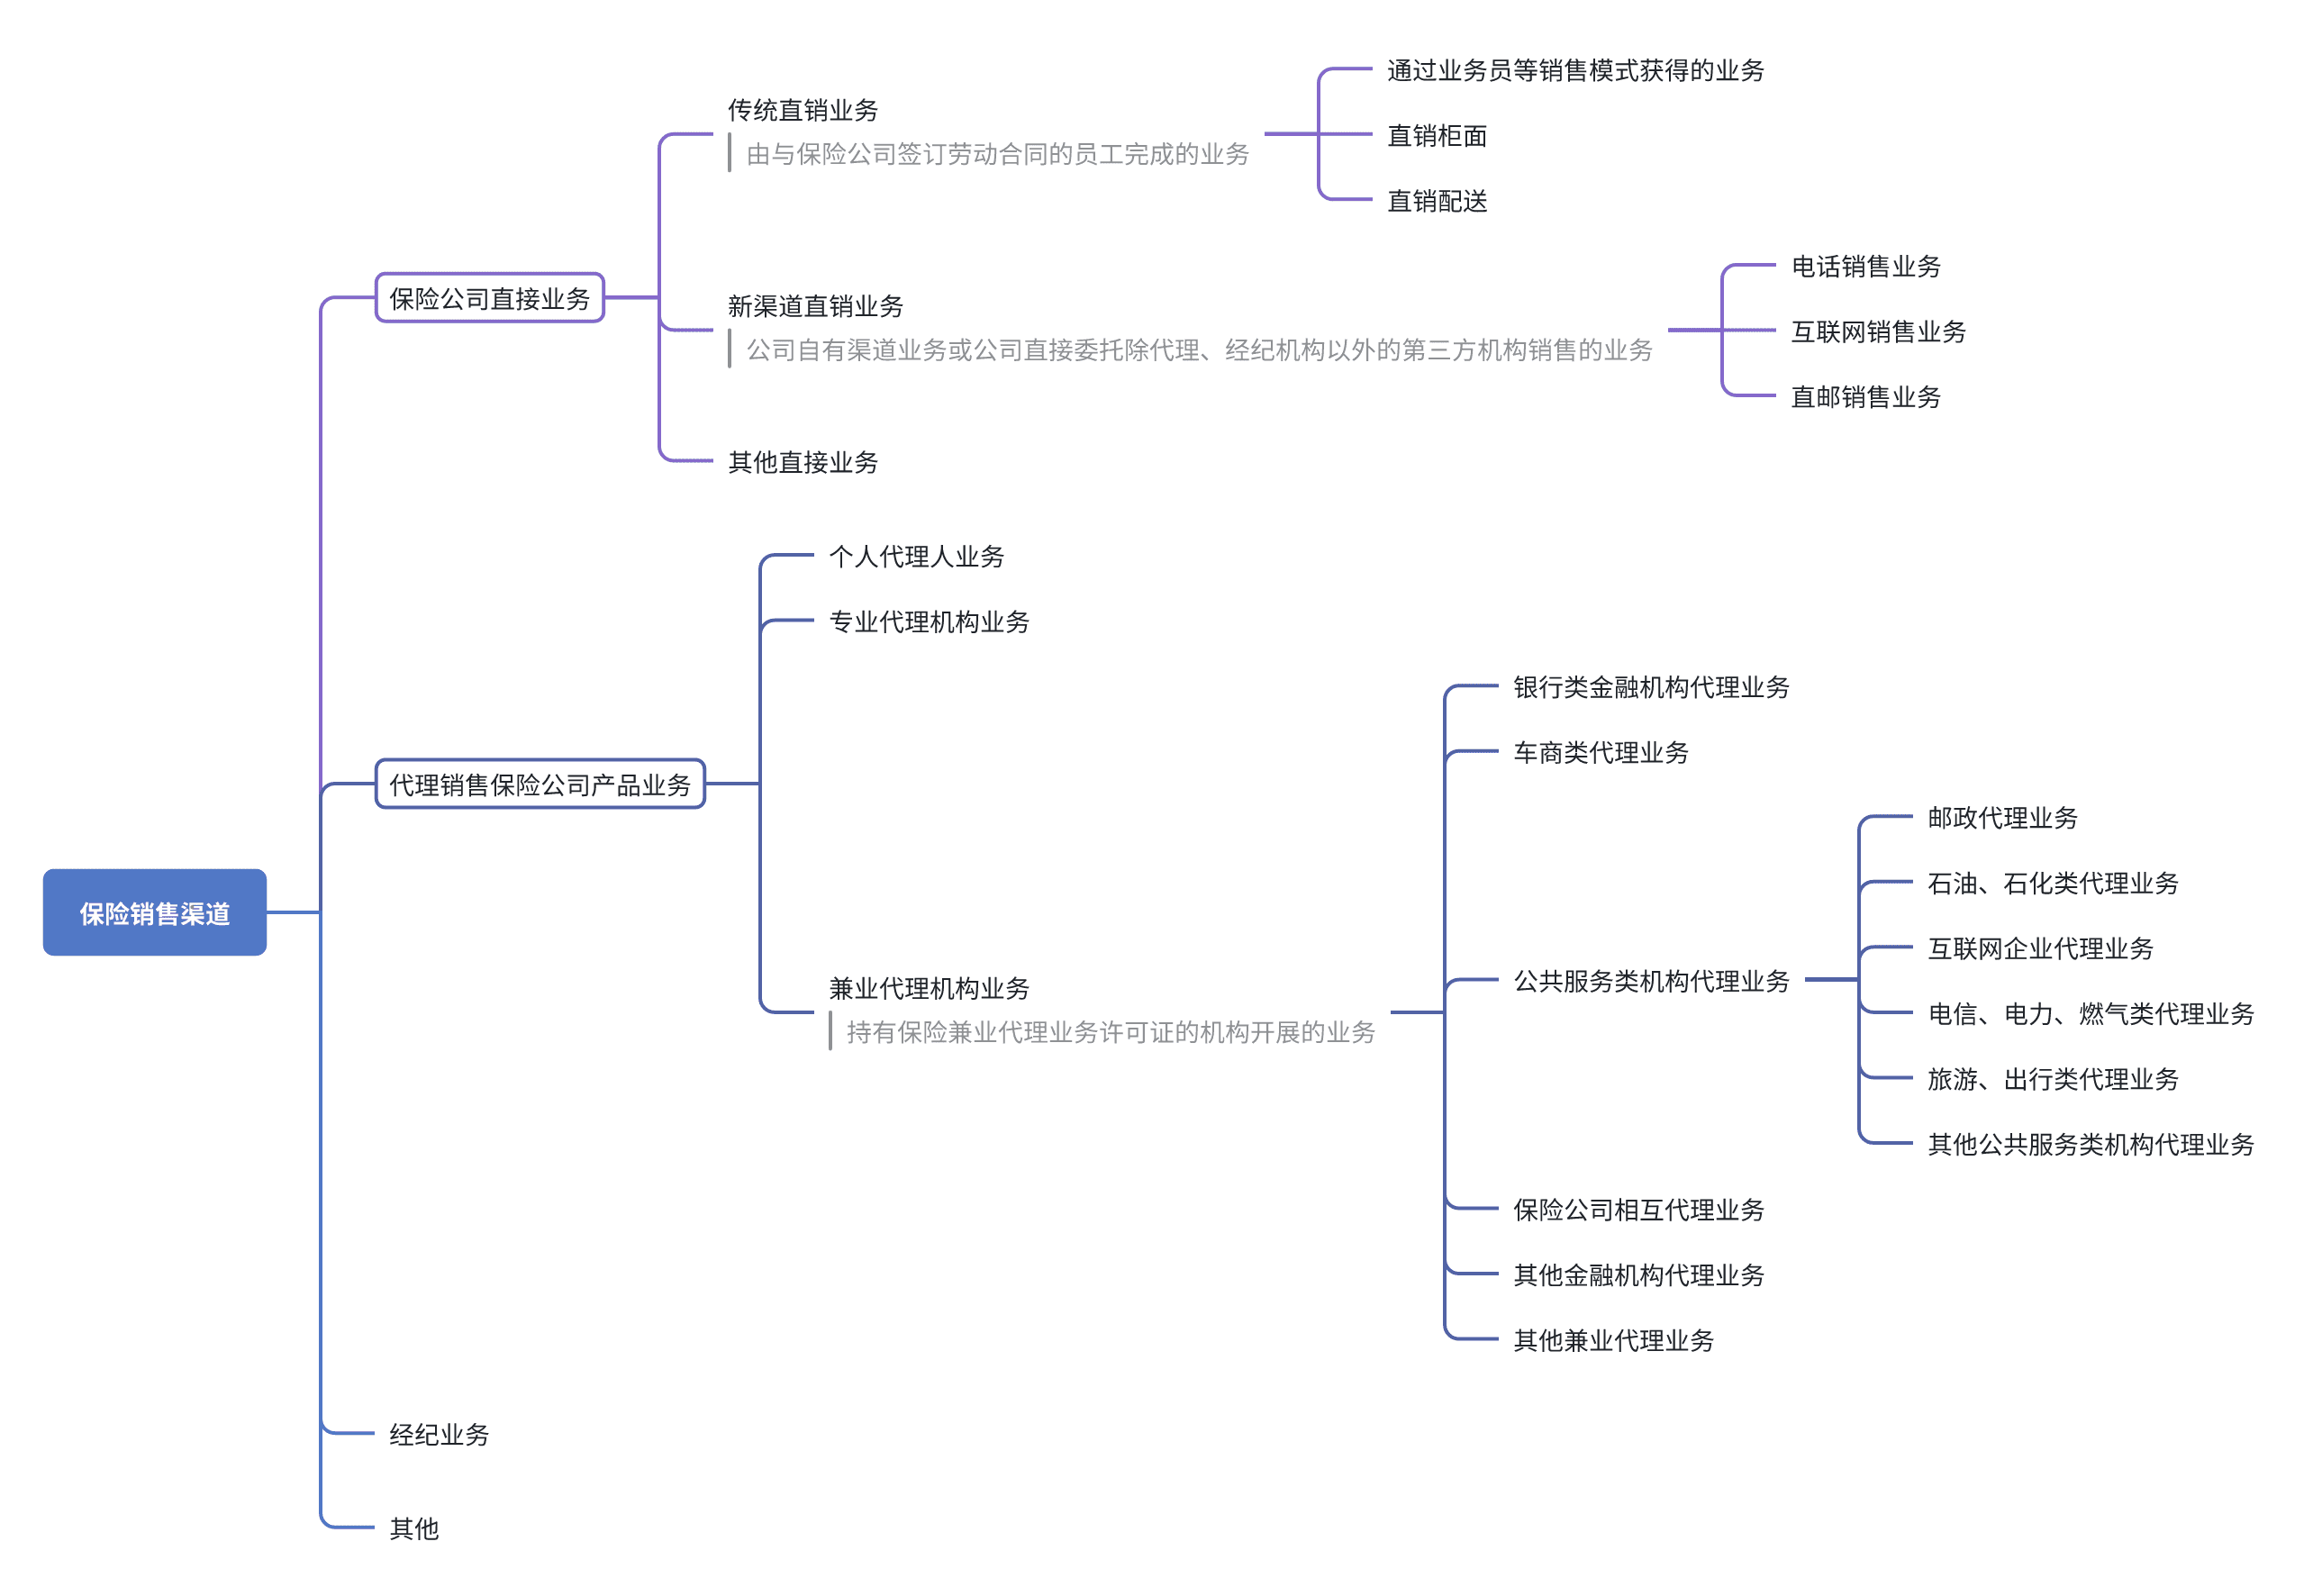 保险销售渠道
保险公司直接业务
传统直销业务
由与保险公司签订劳动合同的员工完成的业务
通过业务员等销售模式获得的业务
直销柜面
直销配送
新渠道直销业务
公司自有渠道业务或公司直接委托除代理、经纪机构以外的第三方机构销售的业务
电话销售业务
互联网销售业务
直邮销售业务
其他直接业务
代理销售保险公司产品业务
个人代理人业务
专业代理机构业务
兼业代理机构业务
持有保险兼业代理业务许可证的机构开展的业务
银行类金融机构代理业务
车商类代理业务
公共服务类机构代理业务
邮政代理业务
石油、石化类代理业务
互联网企业代理业务
电信、电力、燃气类代理业务
旅游、出行类代理业务
其他公共服务类机构代理业务
保险公司相互代理业务
其他金融机构代理业务
其他兼业代理业务
经纪业务
其他